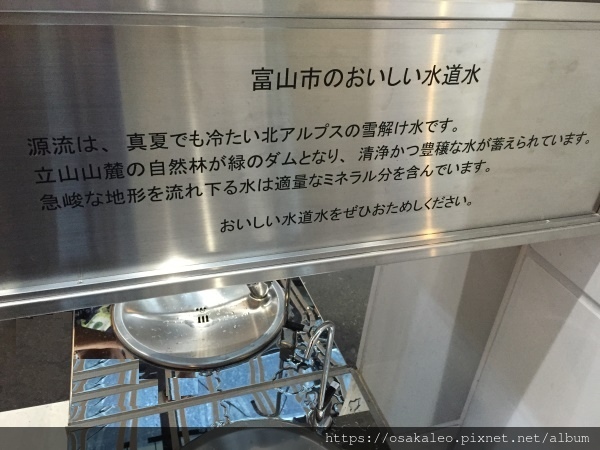 富山市のおいしい水道水
源流は、真夏でも冷たい北アルプスの雪解け水です。
立山山麓の自然林が緑のダムとなり、清浄かつ豊穣な水が蓄えられています。
急峻な地形を流れ下る水は適量なミネラル分を含んでいます。
おいしい水道水をぜひおためしください。
https://osakaleo.pixnet.net/album